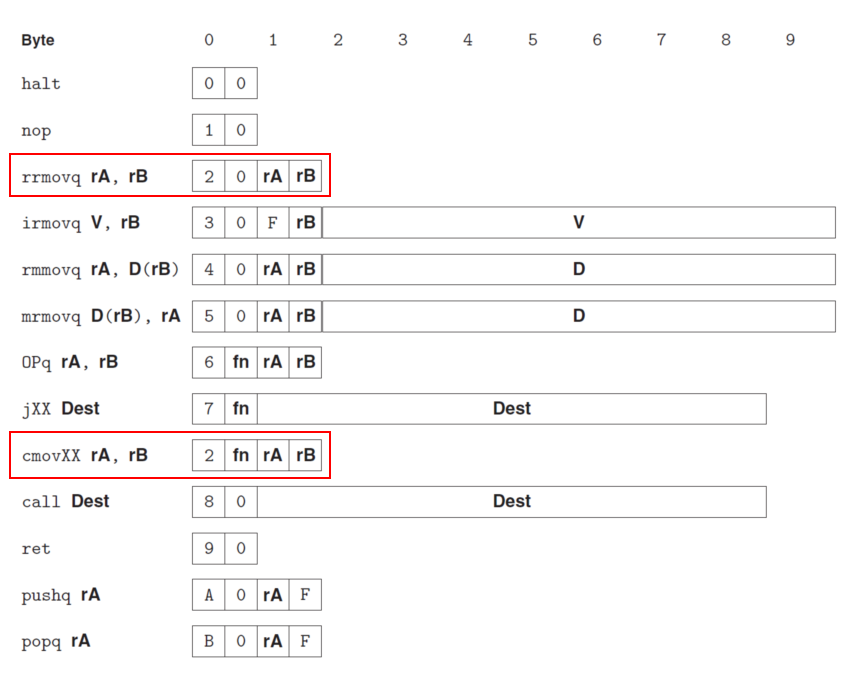 Byte 0 1 2 3 4 5 6 7 8 9
halt 0 0
nop 1 0
rrmovq rA, rB 2 0 rA rB
irmovq V, rB 3 0 F rB V
rmmovq rA, D(rB) 4 0 rA rB D
mrmovq D(rB), rA 5 0 rA rB D
OPq rA, rB 6 fn rA rB
jXX Dest 7 fn Dest
cmovXX rA, rB 2 fn rA rB
call Dest 8 0 Dest
ret 9 0
pushq rA A 0 rA F
popq rA B 0 rA F